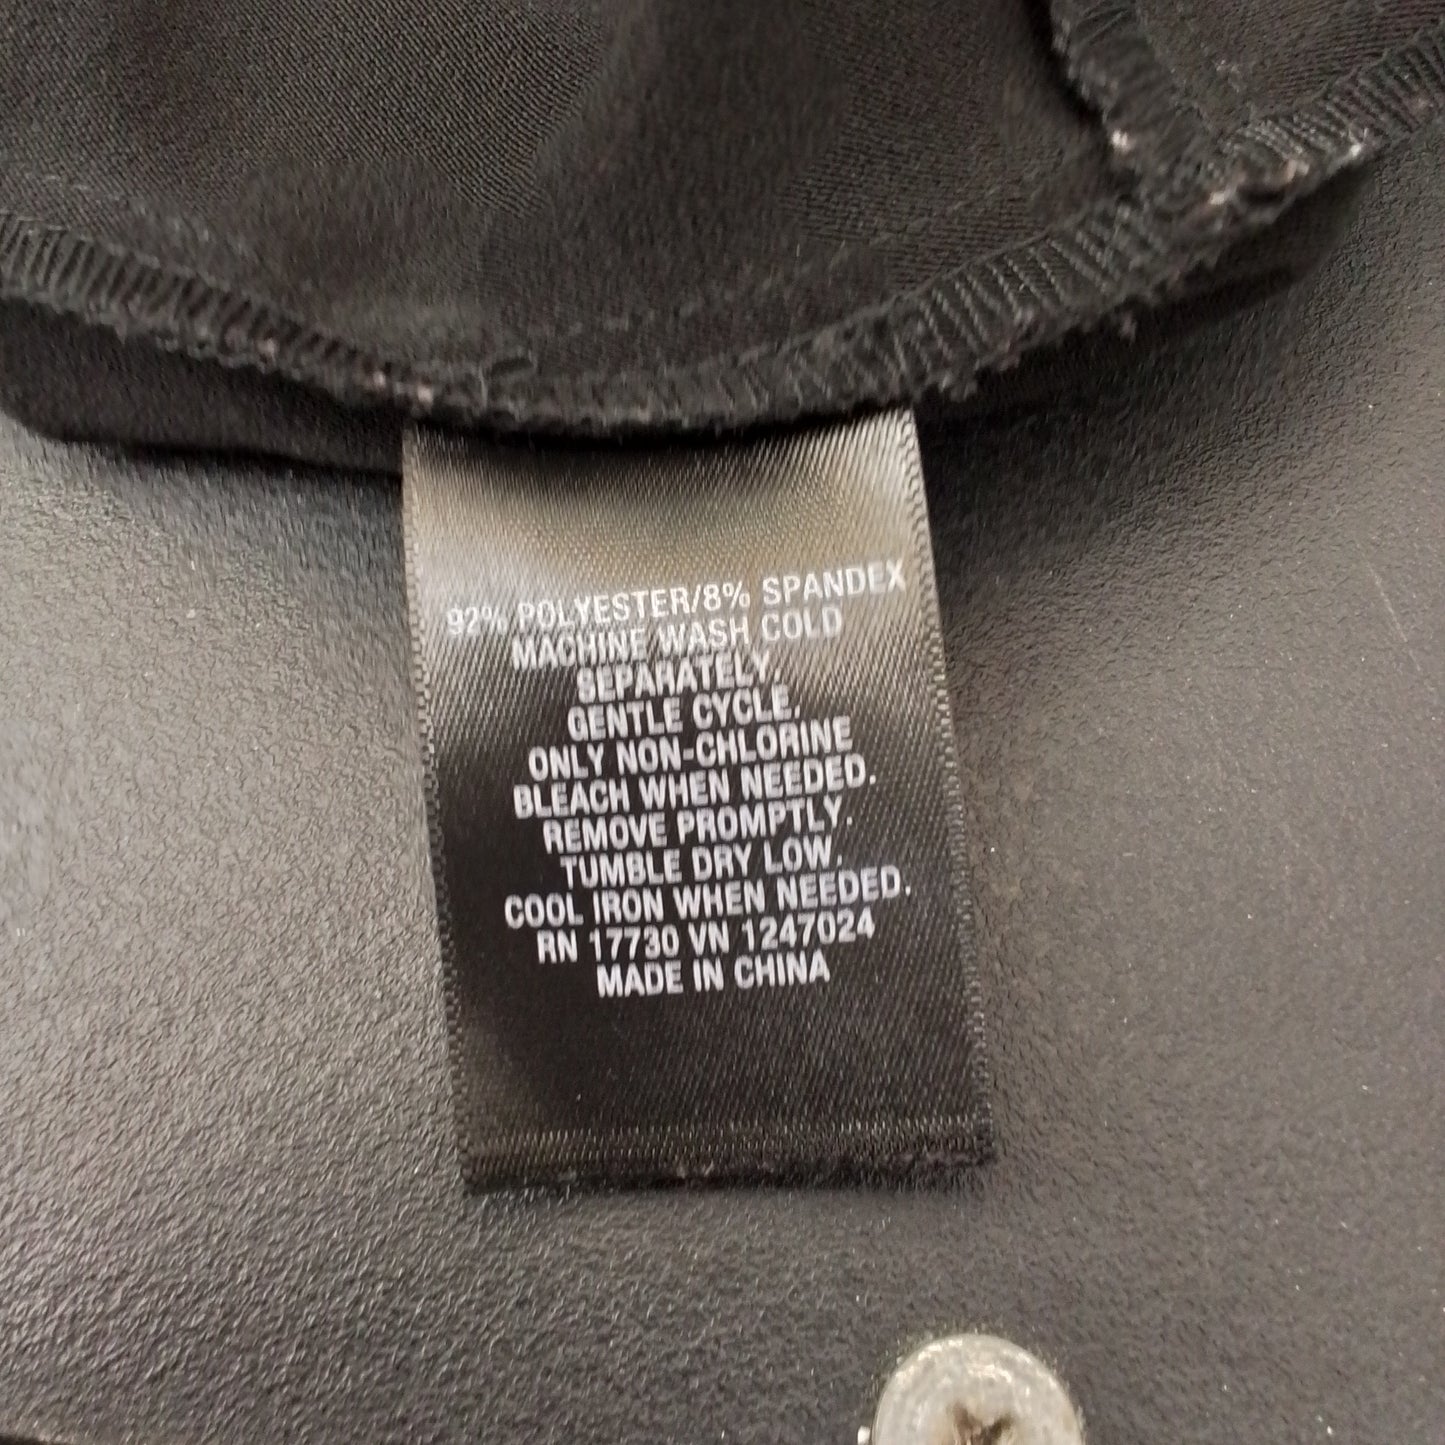 92% POLYESTER/8% SPANDEX
MACHINE WASH COLD
SEPARATELY.
GENTLE CYCLE.
ONLY NON-CHLORINE
BLEACH WHEN NEEDED.
REMOVE PROMPTLY.
TUMBLE DRY LOW.
COOL IRON WHEN NEEDED.
RN 17730 VN 1247024
MADE IN CHINA